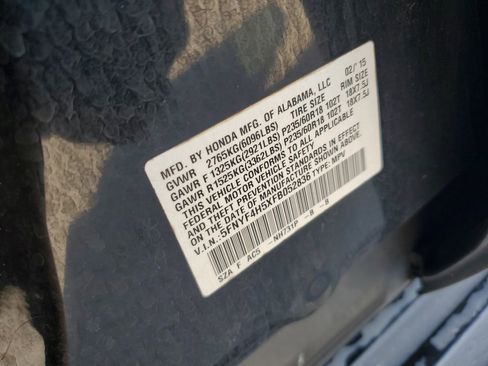 MFD. BY HONDA MFG. OF ALABAMA, LLC 02/'15
GVWR 2765KG(6096LBS) TIRE SIZE RIM SIZE
GAWR F 1325KG(2921LBS) P235/60R18 102T 18X7.5J
GAWR R1525KG(3362LBS) P235/60R18 102T 18X7.5J
THIS VEHICLE CONFORMS TO ALL APPLICABLE
FEDERAL MOTOR VEHICLE SAFETY
AND THEFT PREVENTION STANDARDS IN EFFECT
ON THE DATE OF MANUFACTURE SHOWN ABOVE.
V.I.N.: 5FNYF4H5XFB052836 TYPE: MPV
SZA F AC5 -NH731P -B -B